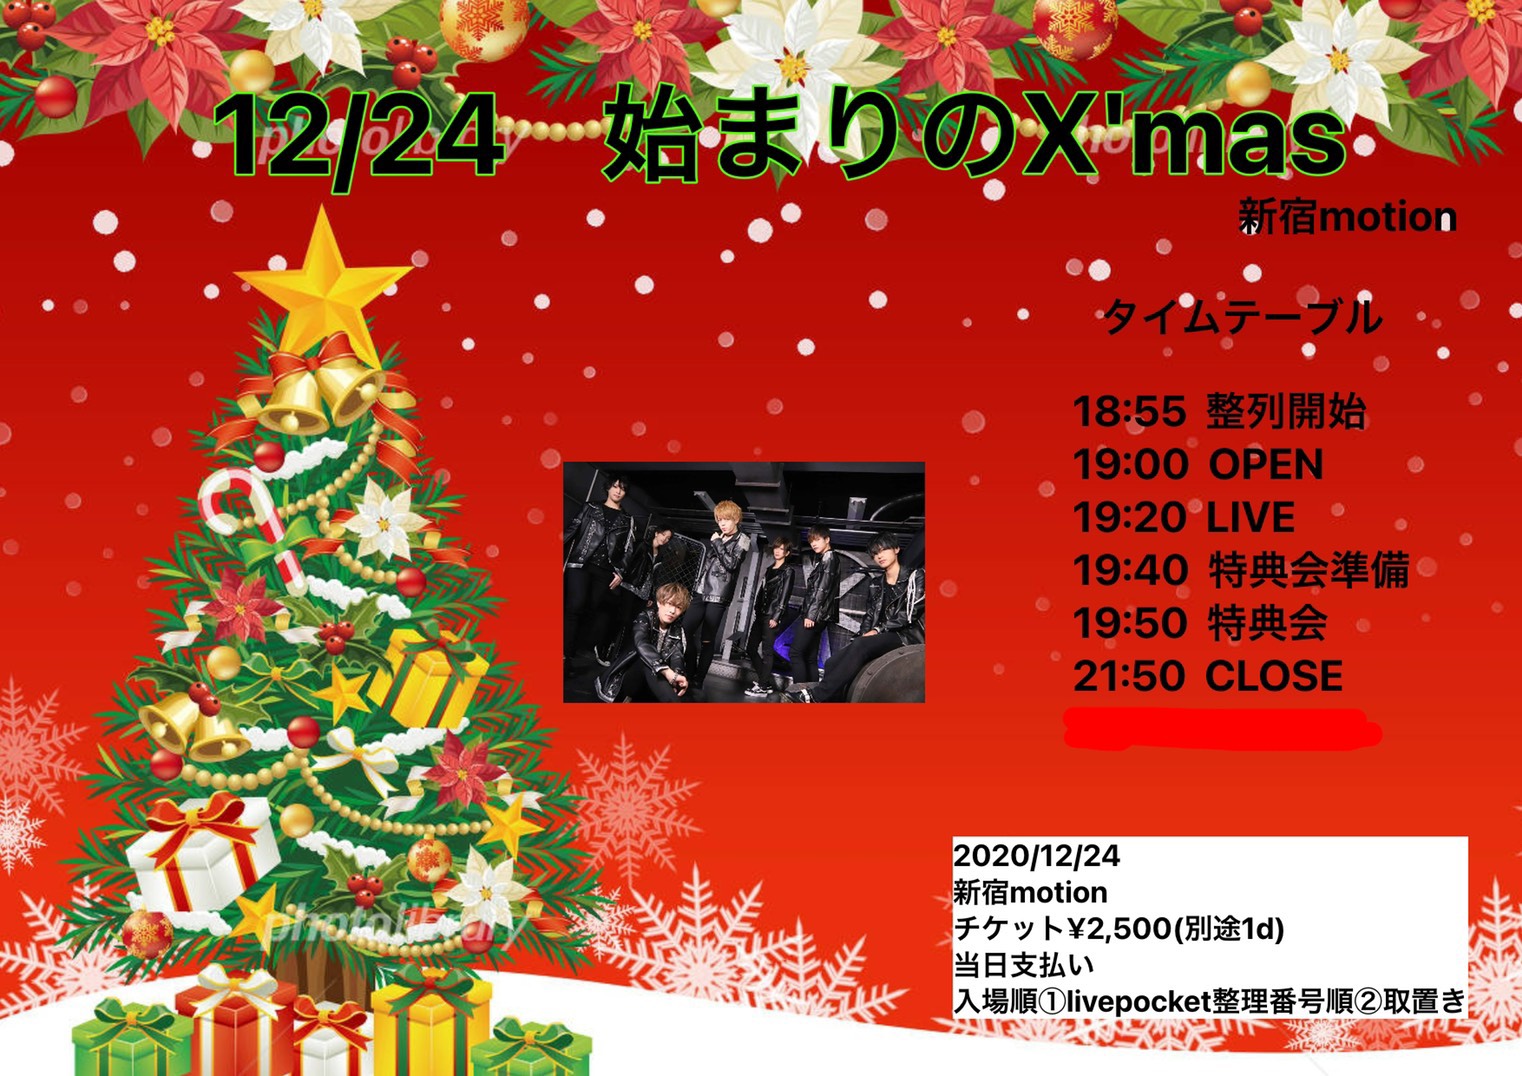 12/24 始まりのX'mas
新宿motion
タイムテーブル
18:55 整列開始
19:00 OPEN
19:20 LIVE
19:40 特典会準備
19:50 特典会
21:50 CLOSE
2020/12/24
新宿motion
チケット¥2,500(別途1d)
当日支払い
入場順①livepocket整理番号順②取置き
photolibrary
photolibrary
photolibrary